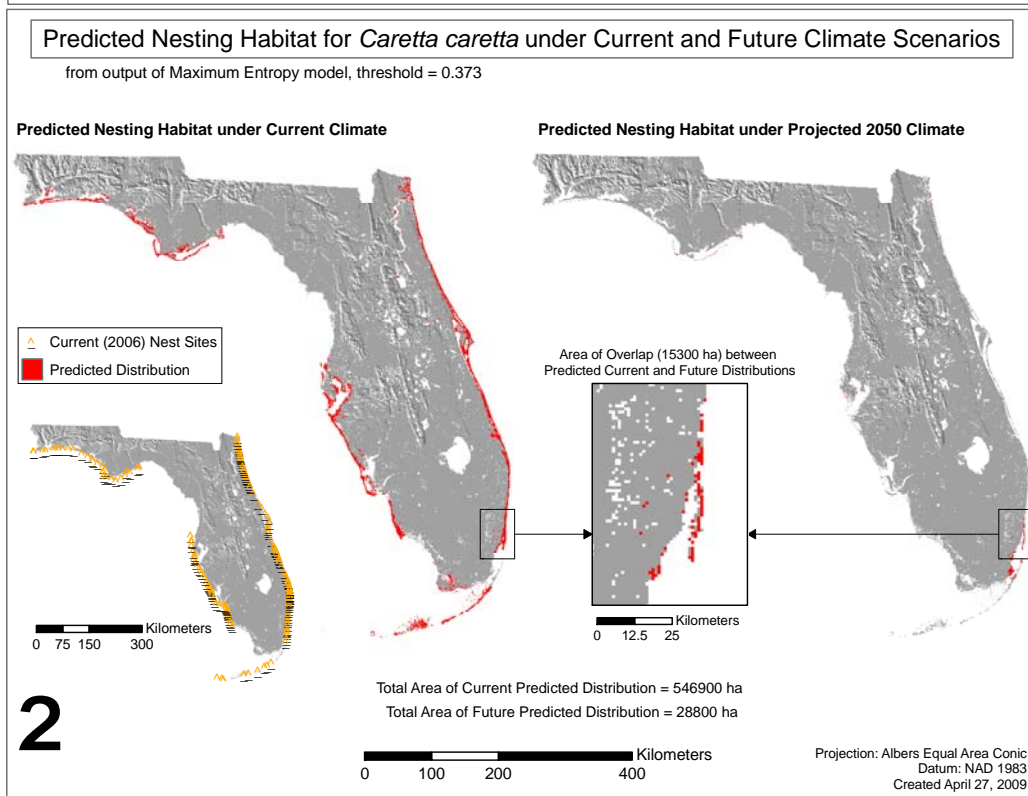 Predicted Nesting Habitat for Caretta caretta under Current and Future Climate Scenarios
from output of Maximum Entropy model, threshold = 0.373
Predicted Nesting Habitat under Current Climate
Predicted Nesting Habitat under Projected 2050 Climate
Current (2006) Nest Sites
Predicted Distribution
Area of Overlap (15300 ha) between
Predicted Current and Future Distributions
Kilometers
0 75 150 300
Kilometers
0 12.5 25
Total Area of Current Predicted Distribution = 546900 ha
Total Area of Future Predicted Distribution = 28800 ha
2
Kilometers
0 100 200 400
Projection: Albers Equal Area Conic
Datum: NAD 1983
Created April 27, 2009